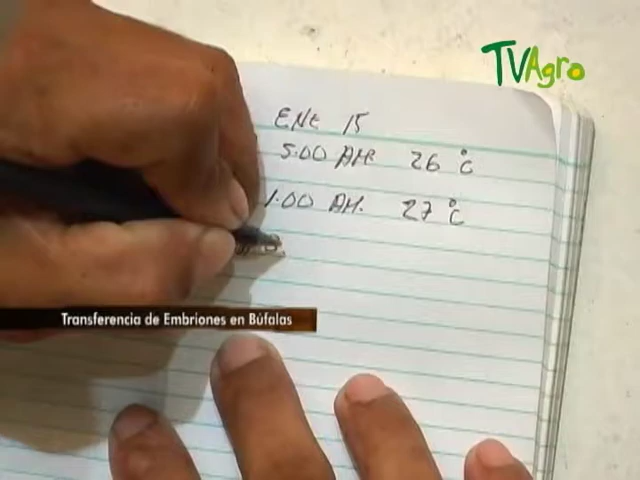 TVAgro
ENE 15
5.00 AM. 26 °C
1.00 AM. 27 °C
Transferencia de Embriones en Búfalas